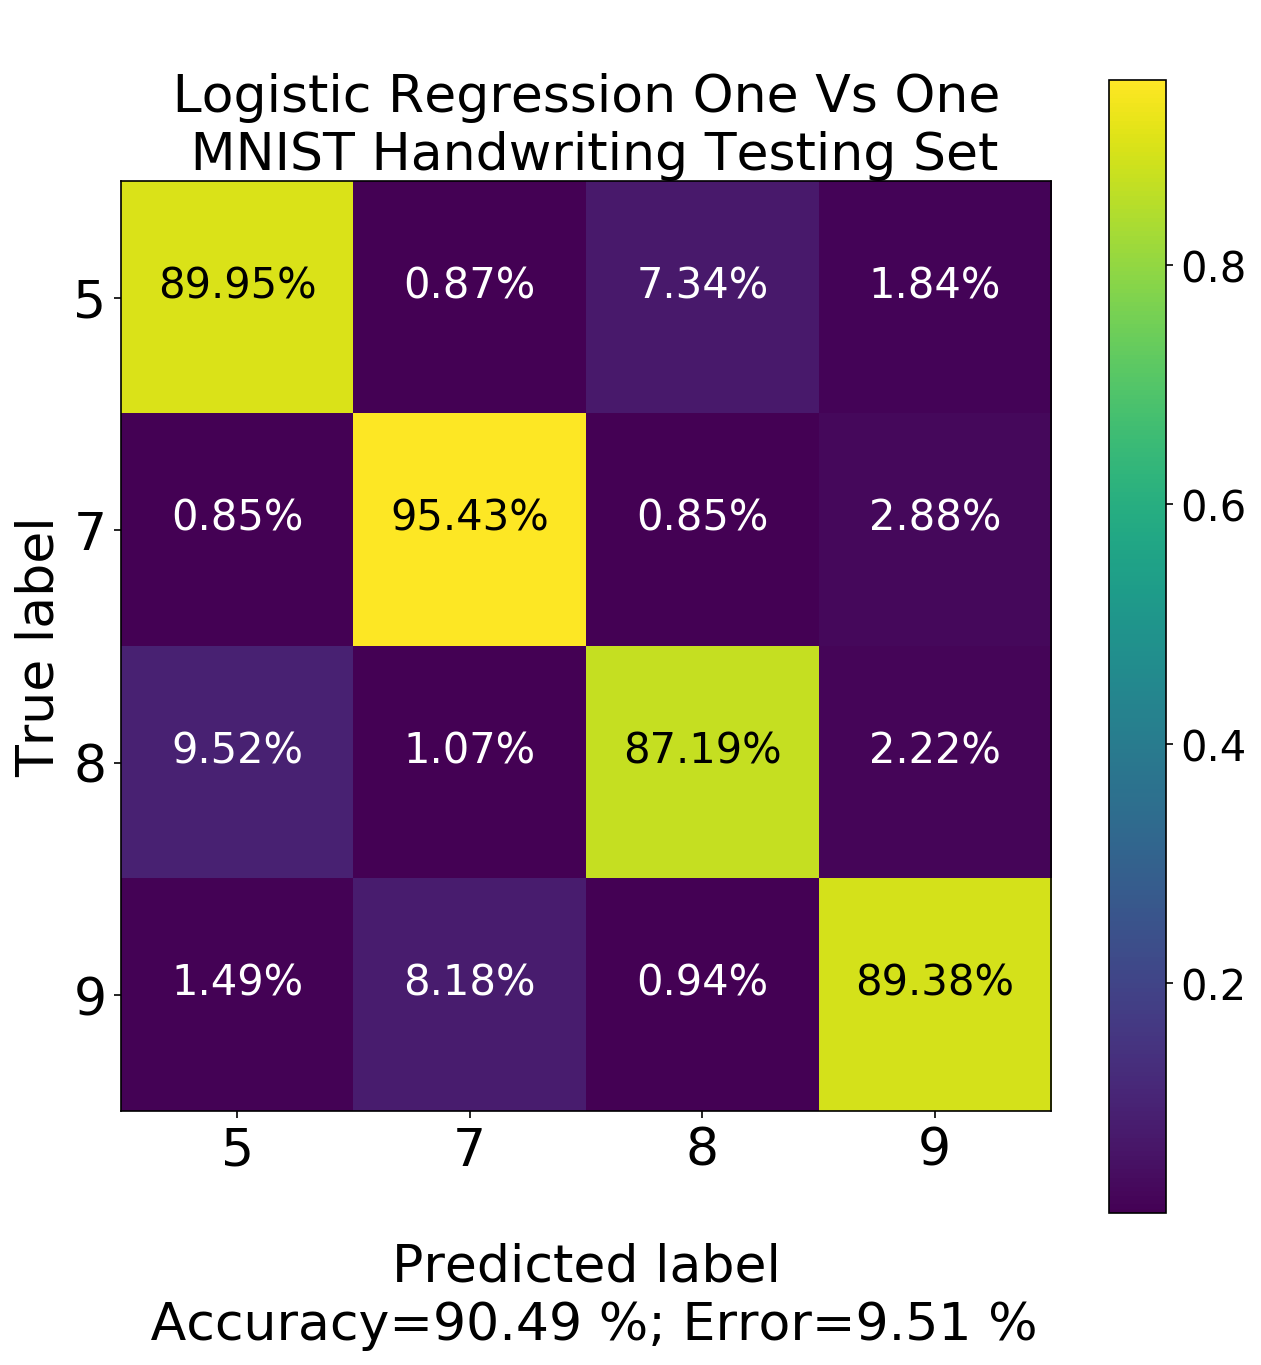 Logistic Regression One Vs One
MNIST Handwriting Testing Set
True label
5 89.95% 0.87% 7.34% 1.84%
7 0.85% 95.43% 0.85% 2.88%
8 9.52% 1.07% 87.19% 2.22%
9 1.49% 8.18% 0.94% 89.38%
5 7 8 9
Predicted label
Accuracy=90.49 %; Error=9.51 %
0.8
0.6
0.4
0.2